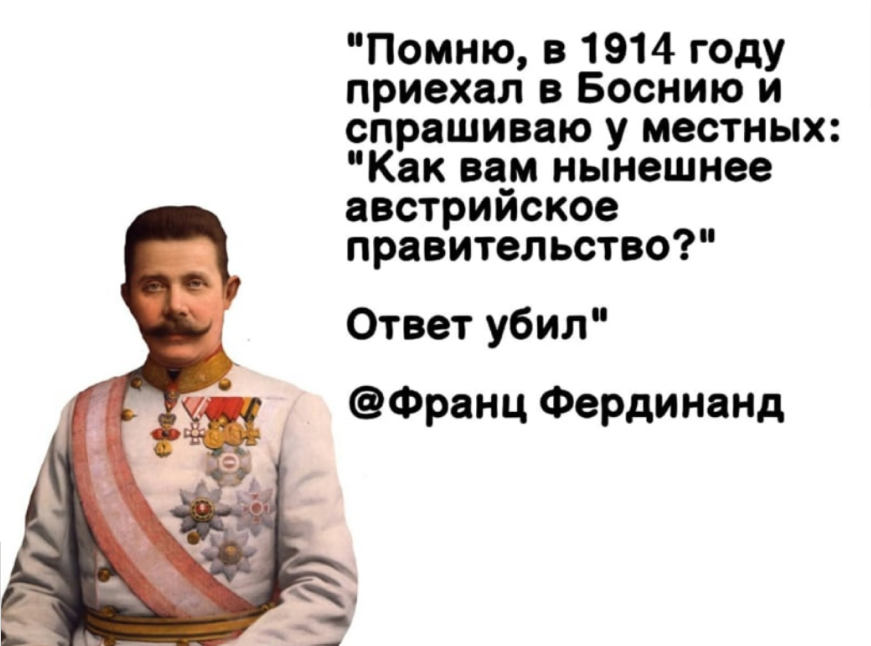 "Помню, в 1914 году
приехал в Боснию и
спрашиваю у местных:
"Как вам нынешнее
австрийское
правительство?"
Ответ убил"
@Франц Фердинанд